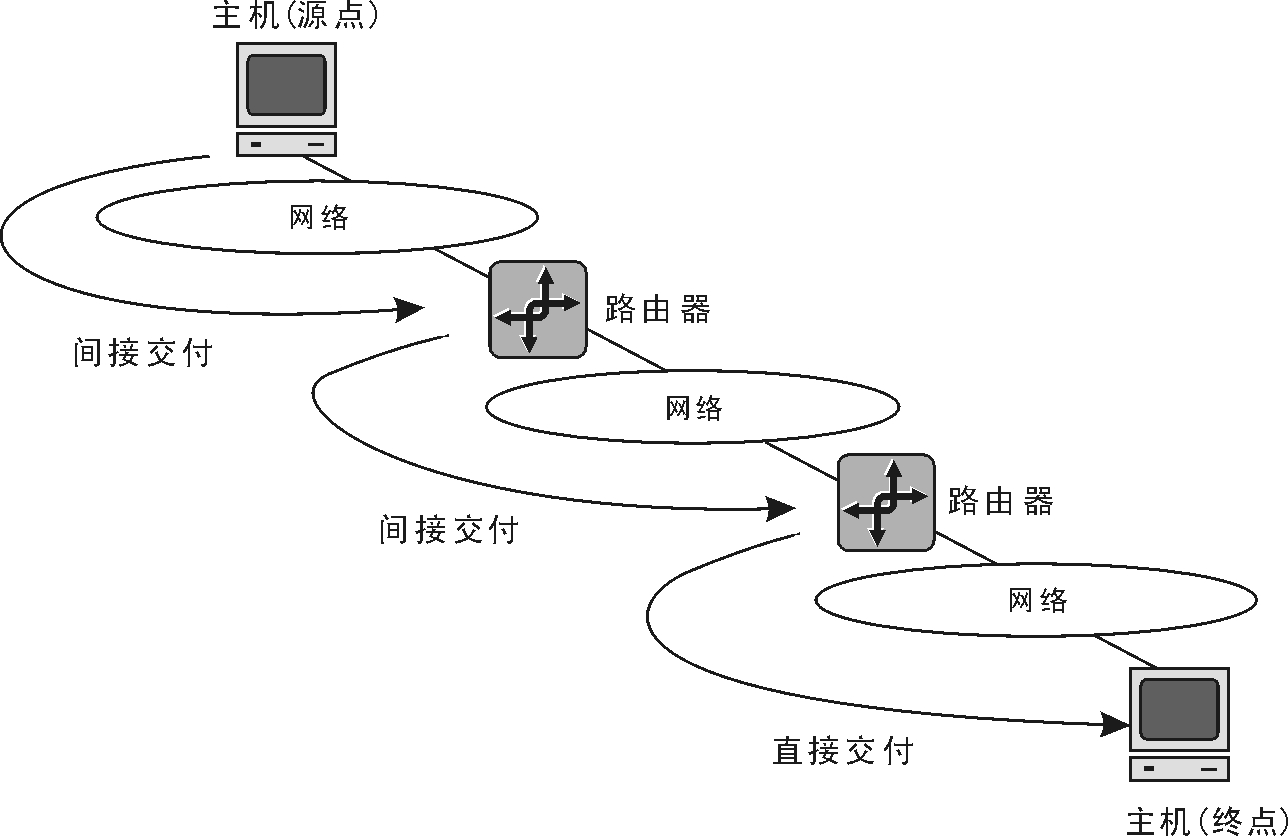 主机(源点)
网络
路由器
间接交付
网络
路由器
间接交付
网络
直接交付
主机(终点)